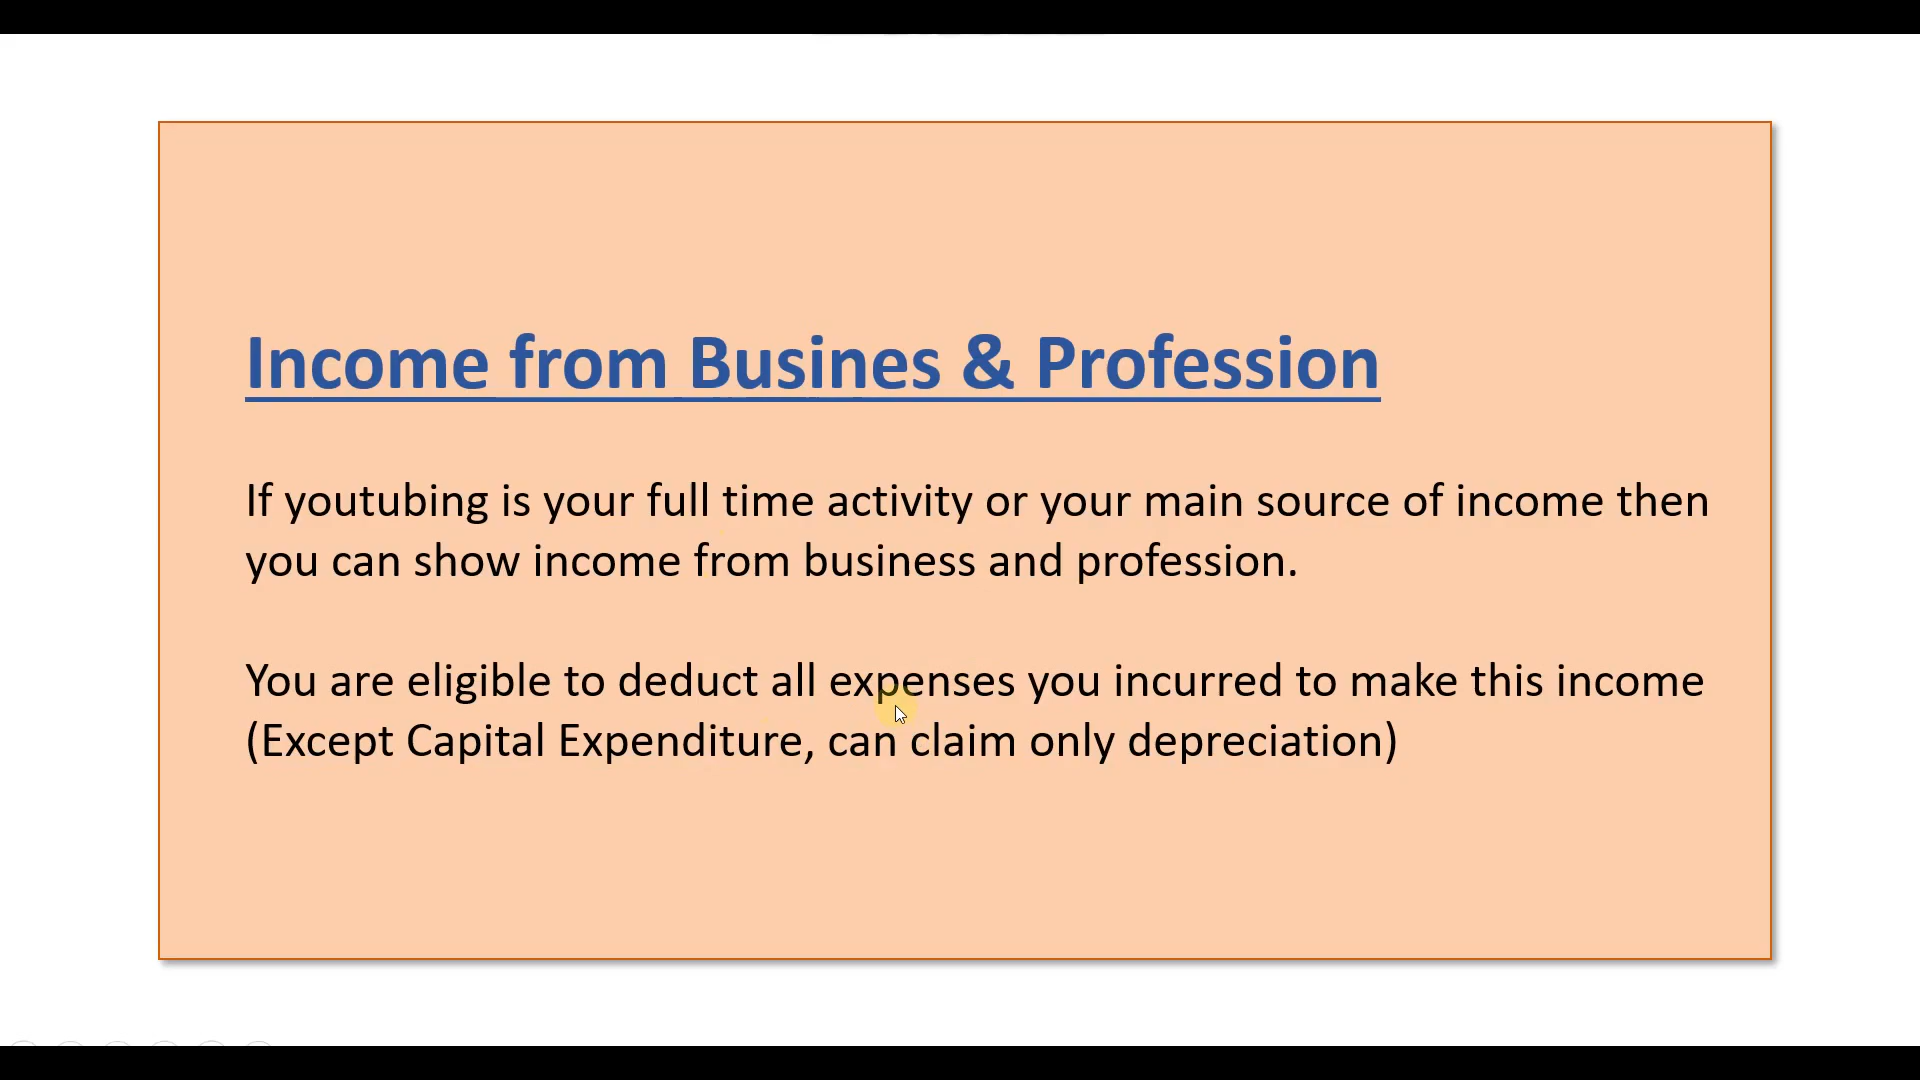 Income from Busines & Profession
If youtubing is your full time activity or your main source of income then
you can show income from business and profession.
You are eligible to deduct all expenses you incurred to make this income
(Except Capital Expenditure, can claim only depreciation)